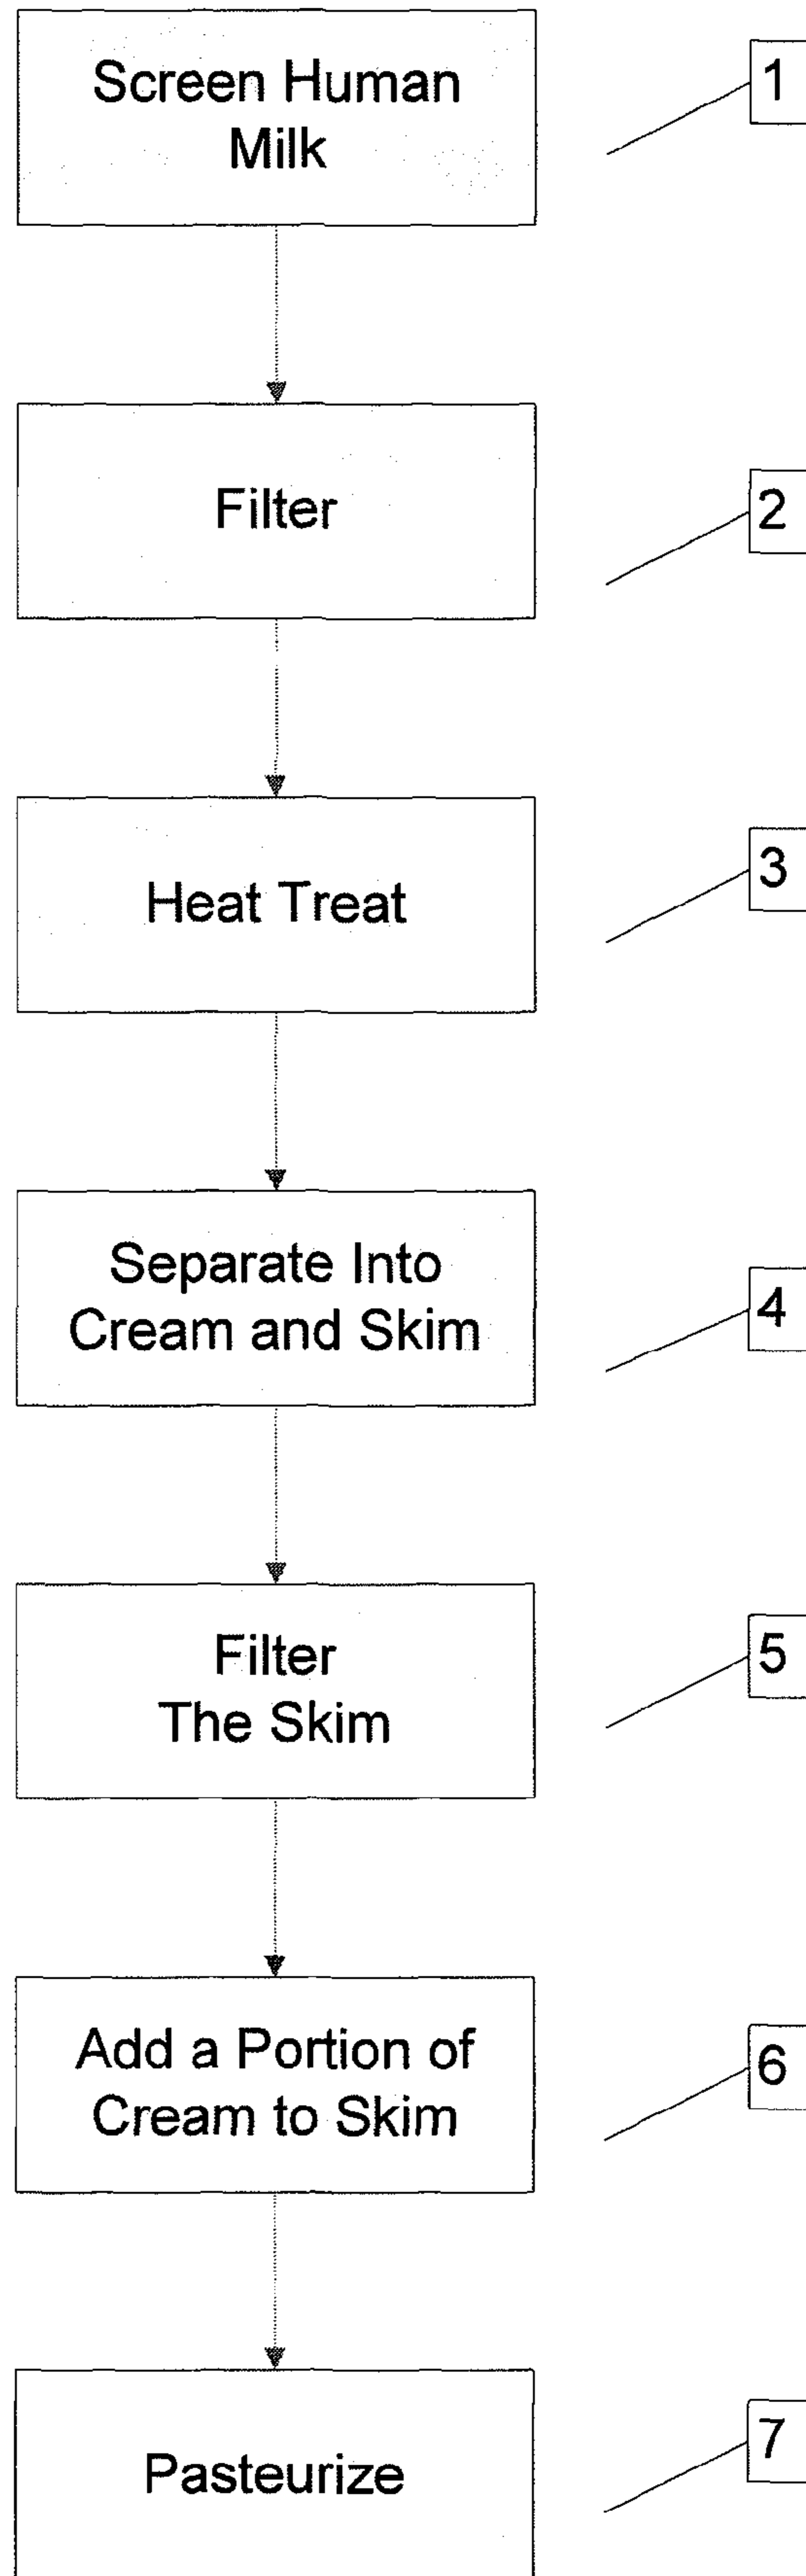 Screen Human
Milk
1
Filter
2
Heat Treat
3
Separate Into
Cream and Skim
4
Filter
The Skim
5
Add a Portion of
Cream to Skim
6
Pasteurize
7